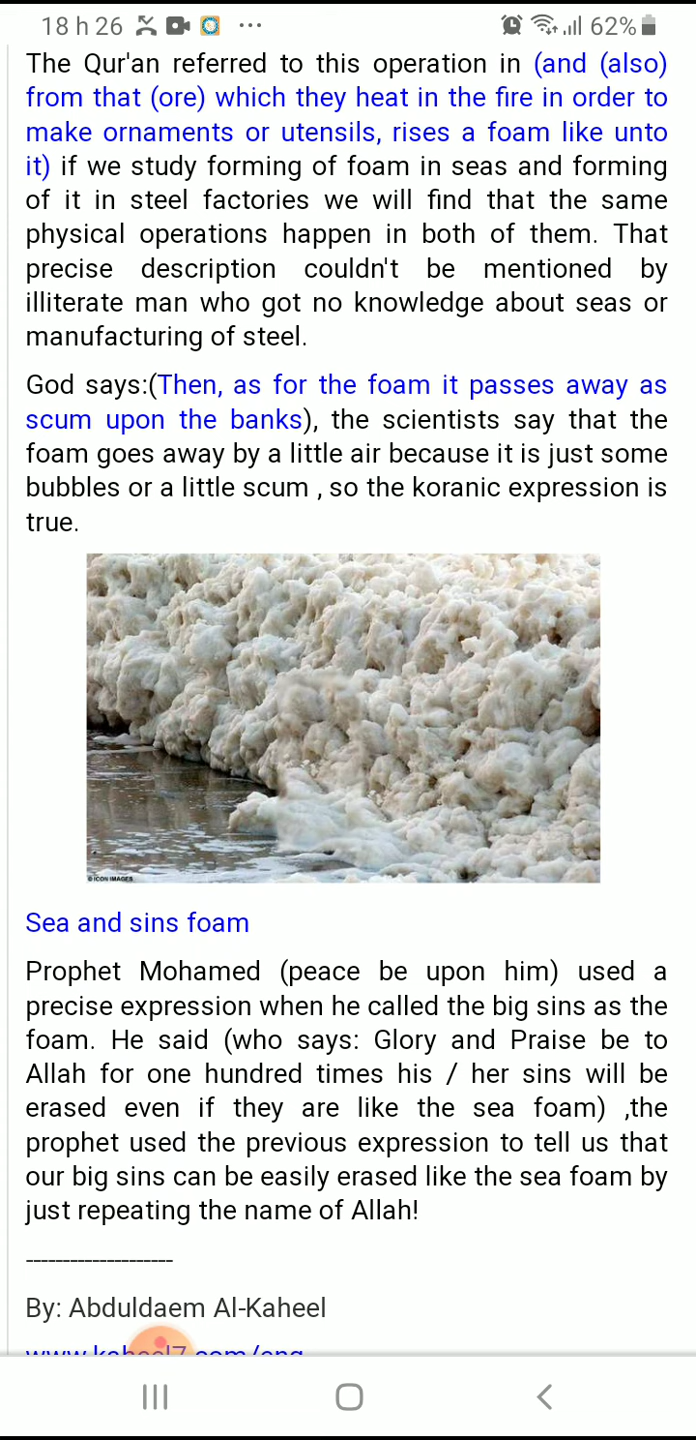 18 h 26
62%
The Qur'an referred to this operation in (and (also)
from that (ore) which they heat in the fire in order to
make ornaments or utensils, rises a foam like unto
it) if we study forming of foam in seas and forming
of it in steel factories we will find that the same
physical operations happen in both of them. That
precise description couldn't be mentioned by
illiterate man who got no knowledge about seas or
manufacturing of steel.
God says:(Then, as for the foam it passes away as
scum upon the banks), the scientists say that the
foam goes away by a little air because it is just some
bubbles or a little scum , so the koranic expression is
true.
© ICON IMAGES
Sea and sins foam
Prophet Mohamed (peace be upon him) used a
precise expression when he called the big sins as the
foam. He said (who says: Glory and Praise be to
Allah for one hundred times his / her sins will be
erased even if they are like the sea foam) ,the
prophet used the previous expression to tell us that
our big sins can be easily erased like the sea foam by
just repeating the name of Allah!
--------------------
By: Abduldaem Al-Kaheel
www.kaheel7.com/eng